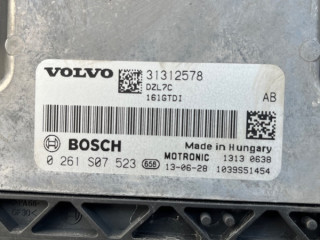 VOLVO 31312578
DZL7C
161GTDI AB
BOSCH Made in Hungary
MOTRONIC 1313 0638
0 261 S07 523 658 13-06-28 1039S51454